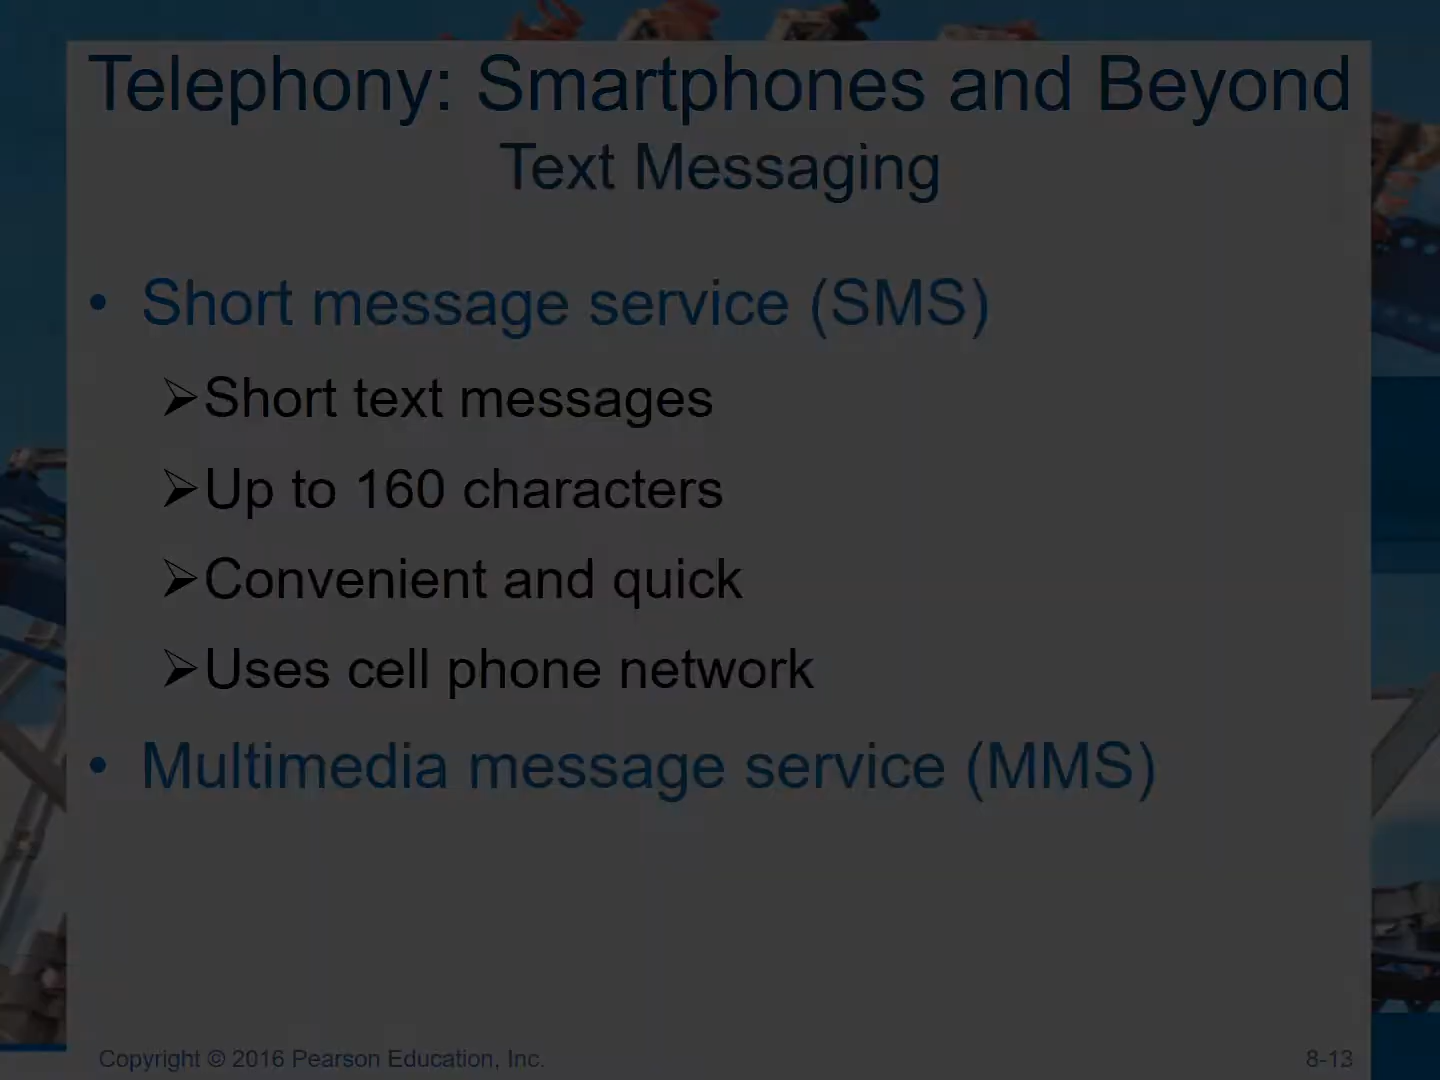 Telephony: Smartphones and Beyond
Text Messaging
• Short message service (SMS)
➢Short text messages
➢Up to 160 characters
➢Convenient and quick
➢Uses cell phone network
• Multimedia message service (MMS)
Copyright © 2016 Pearson Education, Inc. 8-13